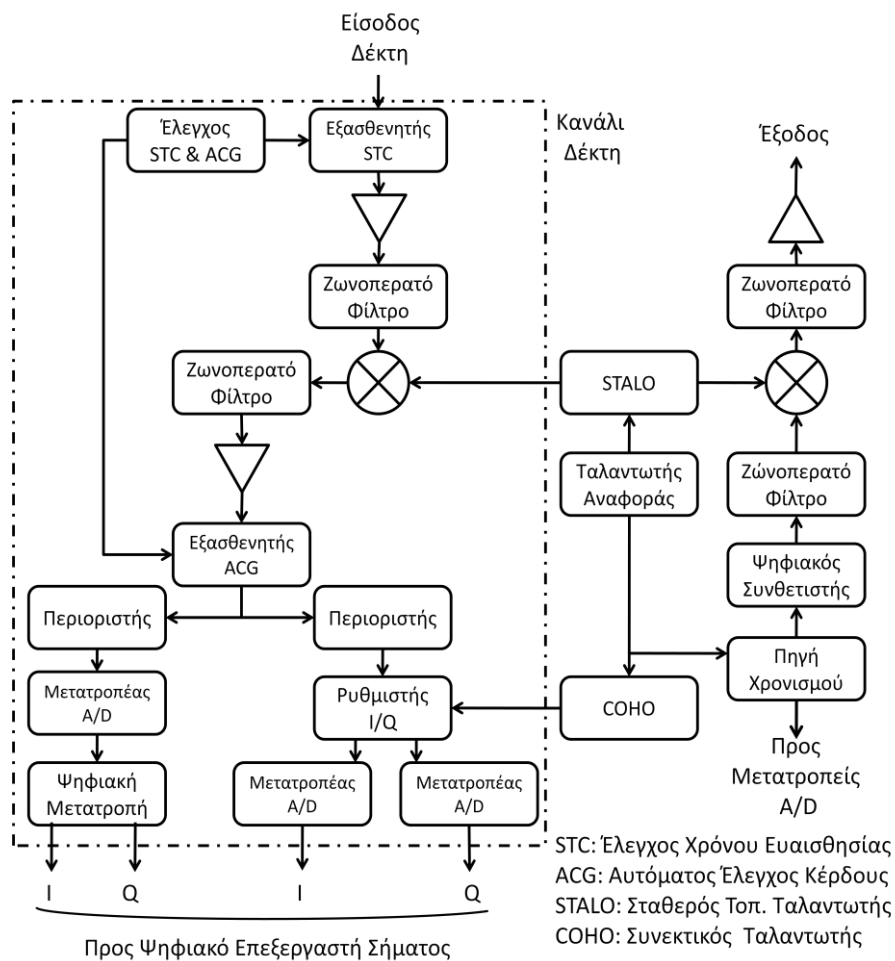 Είσοδος
Δέκτη
Έλεγχος
STC & ACG
Εξασθενητής
STC
Κανάλι
Δέκτη
Έξοδος
Ζωνοπερατό
Φίλτρο
Ζωνοπερατό
Φίλτρο
Ζωνοπερατό
Φίλτρο
STALO
Ταλαντωτής
Αναφοράς
Ζώνοπερατό
Φίλτρο
Εξασθενητής
ACG
Ψηφιακός
Συνθετιστής
Περιοριστής
Περιοριστής
Πηγή
Χρονισμού
Μετατροπέας
A/D
Ρυθμιστής
I/Q
COHO
Προς
Μετατροπείς
A/D
Ψηφιακή
Μετατροπή
Μετατροπέας
A/D
Μετατροπέας
A/D
I
Q
I
Q
Προς Ψηφιακό Επεξεργαστή Σήματος
STC: Έλεγχος Χρόνου Ευαισθησίας
ACG: Αυτόματος Έλεγχος Κέρδους
STALO: Σταθερός Τοπ. Ταλαντωτής
COHO: Συνεκτικός Ταλαντωτής